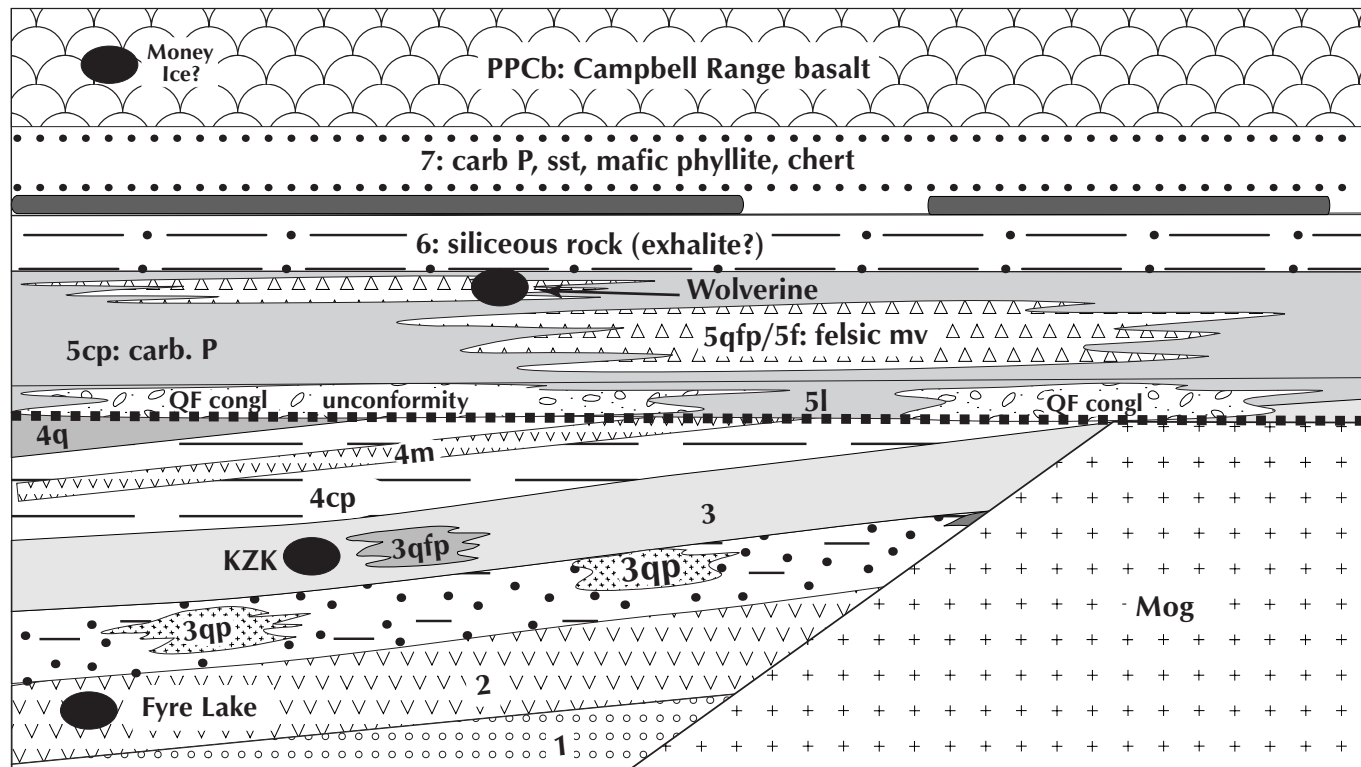 Money
Ice?
PPCb: Campbell Range basalt
7: carb P, sst, mafic phyllite, chert
6: siliceous rock (exhalite?)
Wolverine
5qfp/5f: felsic mv
5cp: carb. P
QF congl
unconformity
5l
QF congl
4q
4m
4cp
3
KZK
3qfp
3qp
3qp
Mog
2
Fyre Lake
1